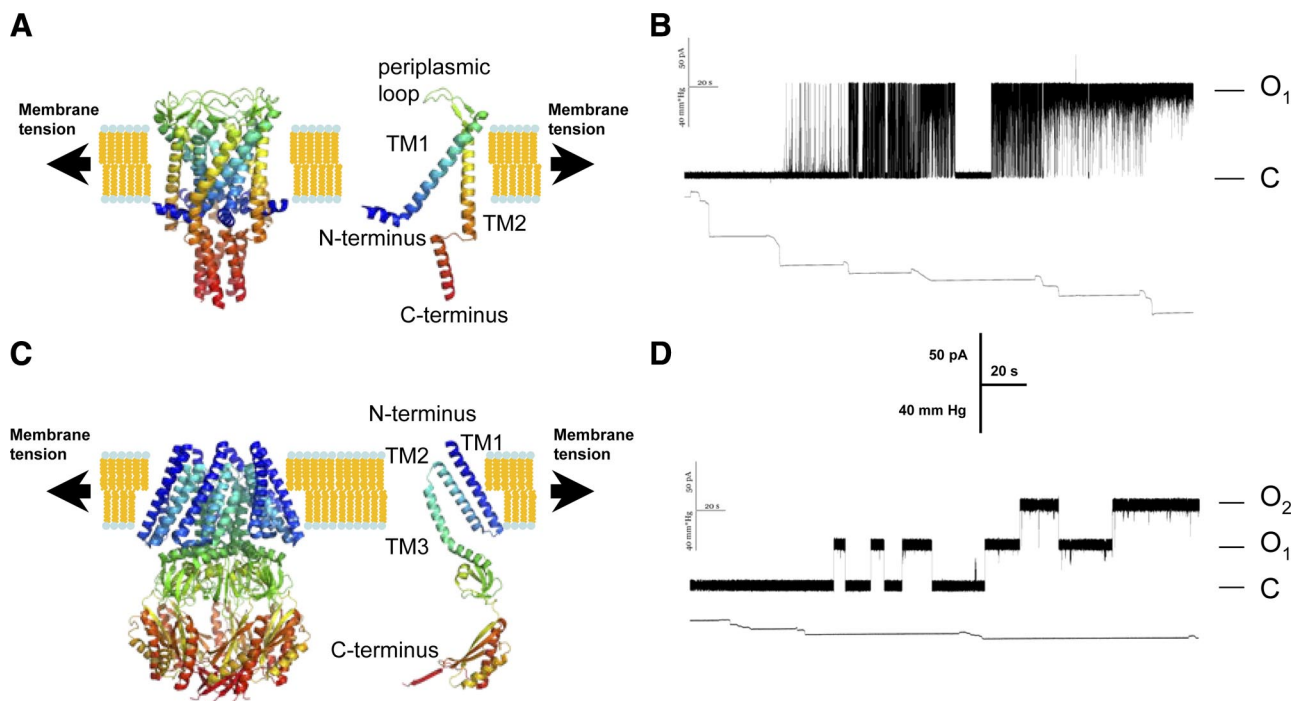 A
Membrane
tension
periplasmic
loop
Membrane
tension
TM1
N-terminus
TM2
C-terminus
B
50 pA
20 s
40 mm*Hg
O1
C
C
Membrane
tension
N-terminus
TM2
TM1
Membrane
tension
TM3
C-terminus
D
50 pA
20 s
40 mm Hg
50 pA
20 s
40 mm*Hg
O2
O1
C